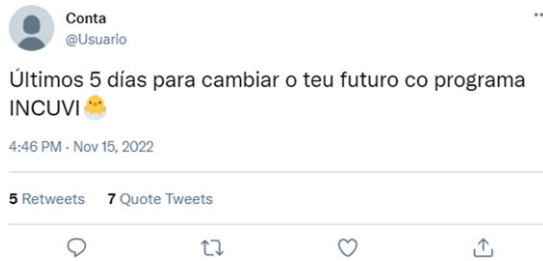 Conta
@Usuario
Últimos 5 días para cambiar o teu futuro co programa
INCUVI🐣
4:46 PM · Nov 15, 2022
5 Retweets 7 Quote Tweets